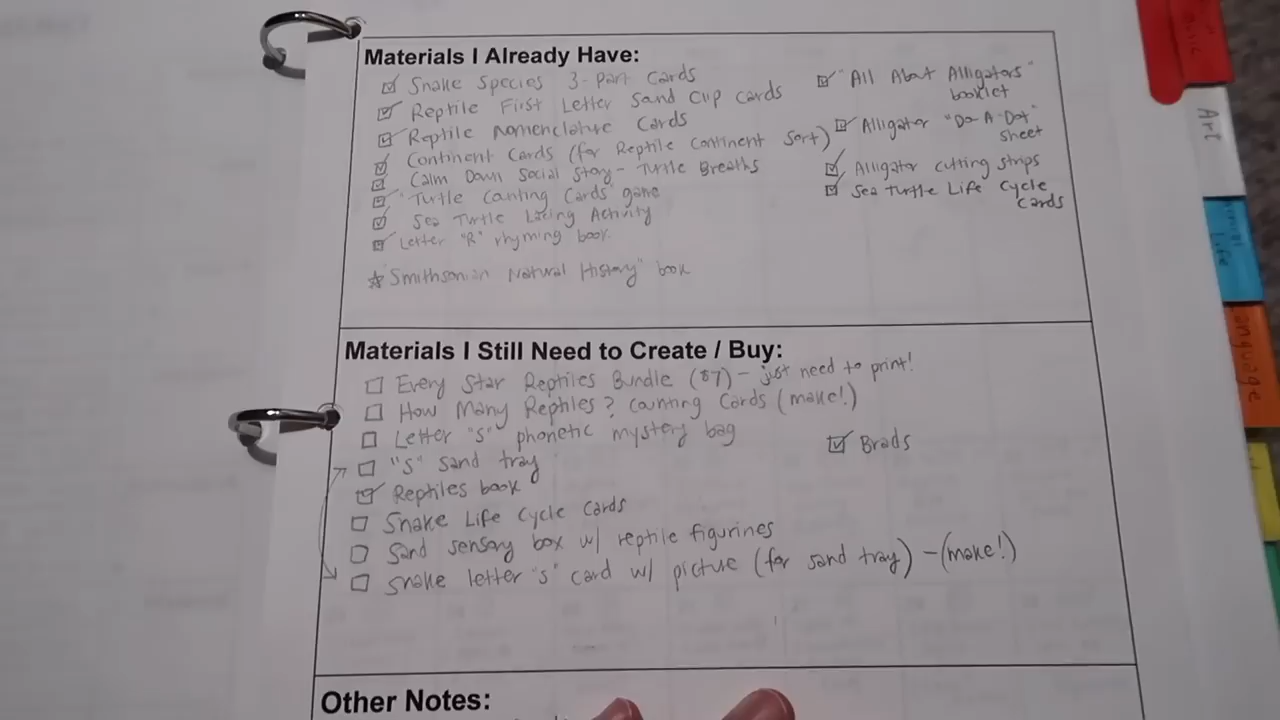 Materials I Already Have:
Snake Species 3-Part Cards
Reptile First Letter Sand Clip Cards
Reptile Nomenclature Cards
Continent Cards (for Reptile Continent Sort)
Calm Down Social Story - Turtle Breaths
"Turtle Counting Cards" game
Sea Turtle Lacing Activity
Letter "R" rhyming book
☆ "Smithsonian Natural History" book
"All About Alligators"
booklet
Alligator "Do-A-Dot"
sheet
Alligator cutting strips
Sea Turtle Life Cycle
Cards
Materials I Still Need to Create / Buy:
Every Star Reptiles Bundle ($7) - just need to print!
How Many Reptiles? Counting Cards (make!)
Letter "S" phonetic mystery bag
"S" sand tray
Reptiles book
Snake Life Cycle Cards
Sand sensory box w/ reptile figurines
Snake letter "S" card w/ picture (for sand tray) - (make!)
Brads
Other Notes:
Art
Life